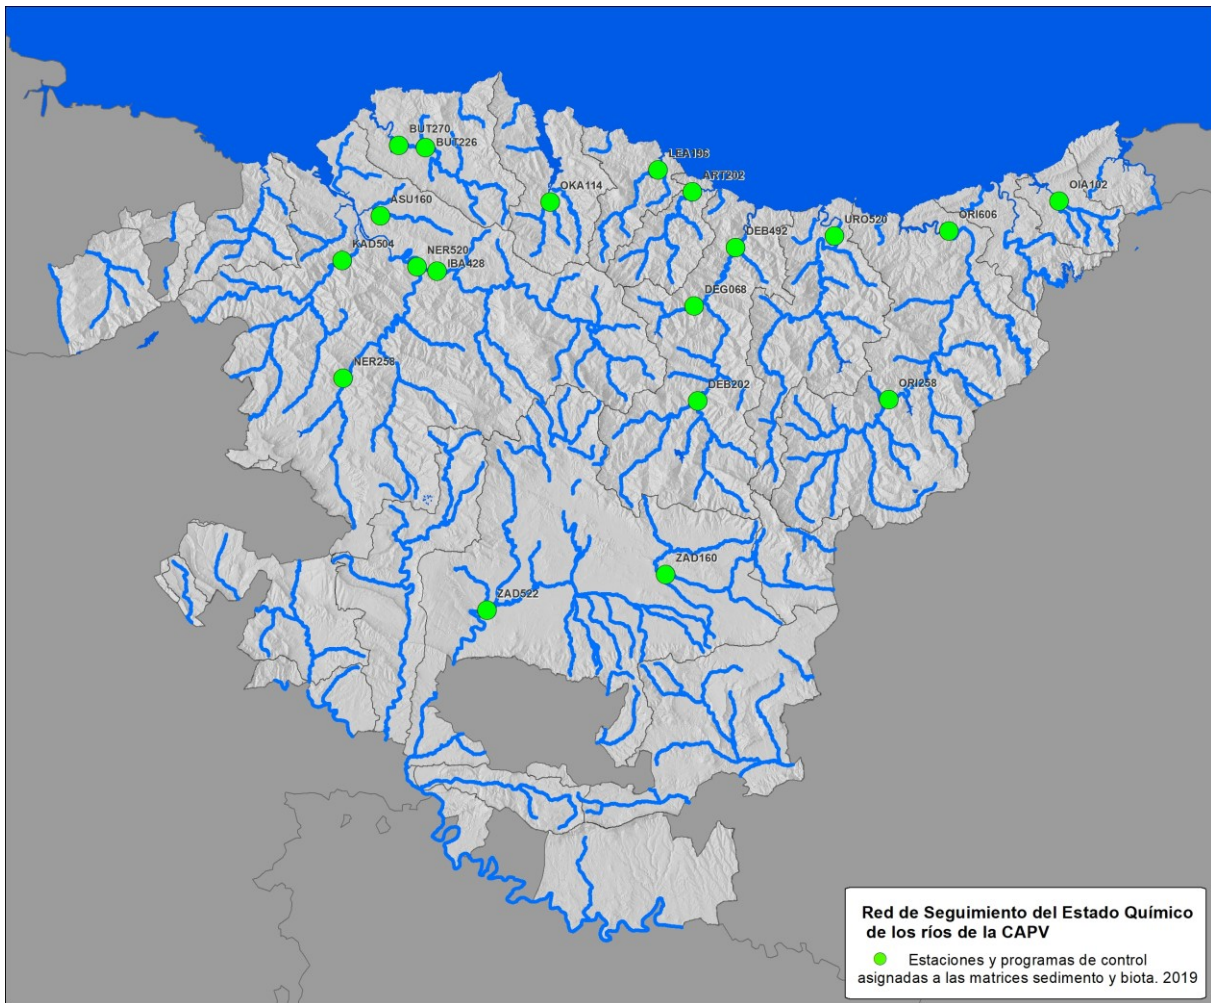 BUT270
BUT226
LEA196
ART202
OKA114
OIA102
ASU160
URO520
ORI606
DEB492
KAD504
NER520
IBA428
DEG068
NER258
DEB202
ORI258
ZAD160
ZAD522
Red de Seguimiento del Estado Químico
de los ríos de la CAPV
Estaciones y programas de control
asignadas a las matrices sedimento y biota. 2019